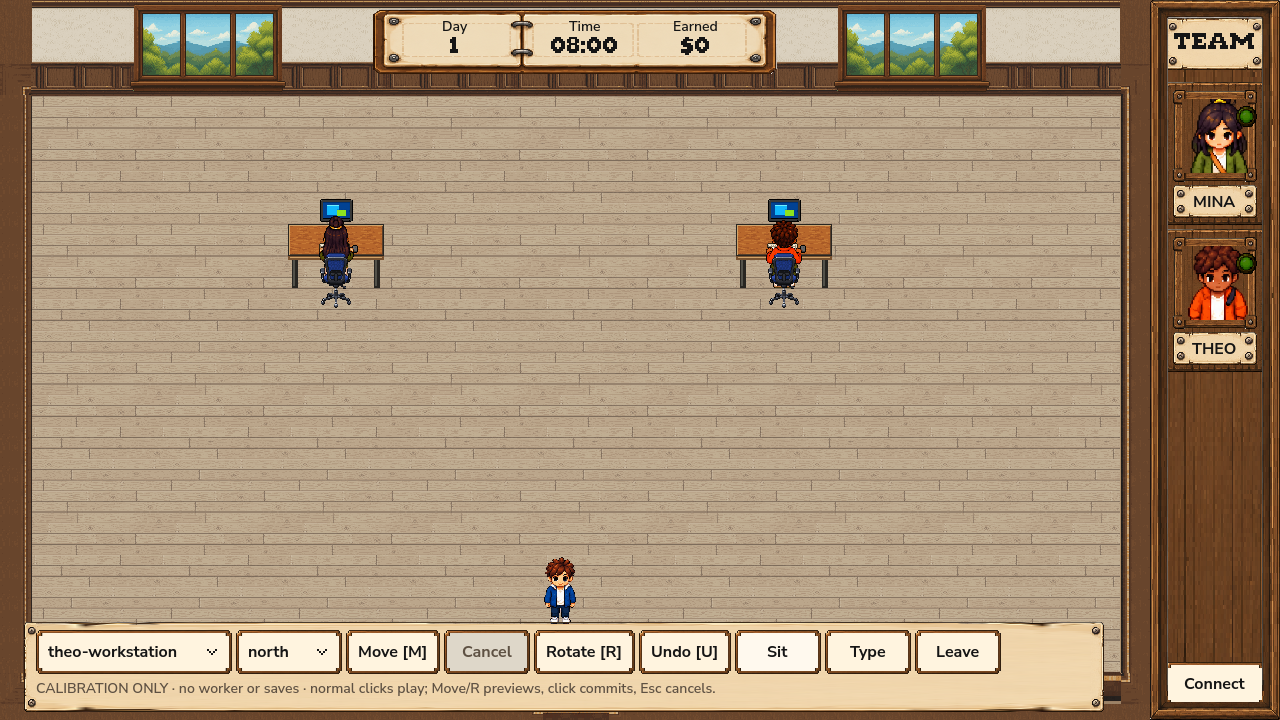 Day
1
Time
08:00
Earned
$0
TEAM
MINA
THEO
theo-workstation
north
Move [M]
Cancel
Rotate [R]
Undo [U]
Sit
Type
Leave
CALIBRATION ONLY · no worker or saves · normal clicks play; Move/R previews, click commits, Esc cancels.
Connect